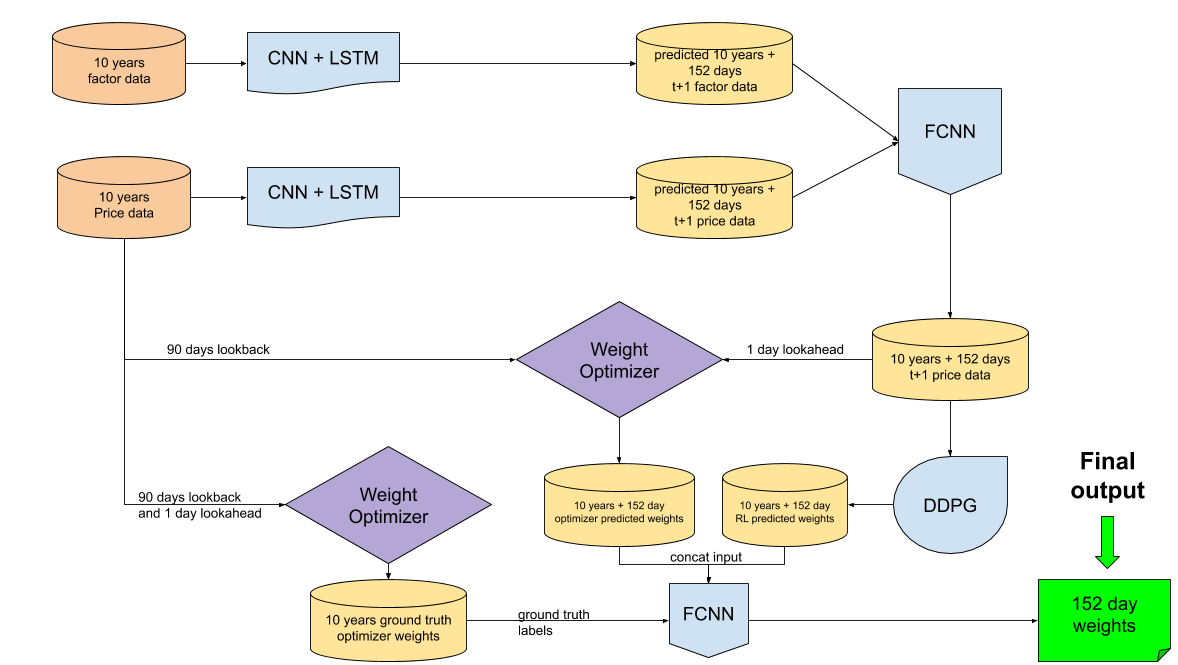 10 years
factor data
CNN + LSTM
predicted 10 years +
152 days
t+1 factor data
FCNN
10 years
Price data
CNN + LSTM
predicted 10 years +
152 days
t+1 price data
90 days lookback
Weight
Optimizer
1 day lookahead
10 years + 152 days
t+1 price data
90 days lookback
and 1 day lookahead
Weight
Optimizer
10 years + 152 day
optimizer predicted weights
10 years + 152 day
RL predicted weights
DDPG
Final
output
concat input
10 years ground truth
optimizer weights
ground truth
labels
FCNN
152 day
weights